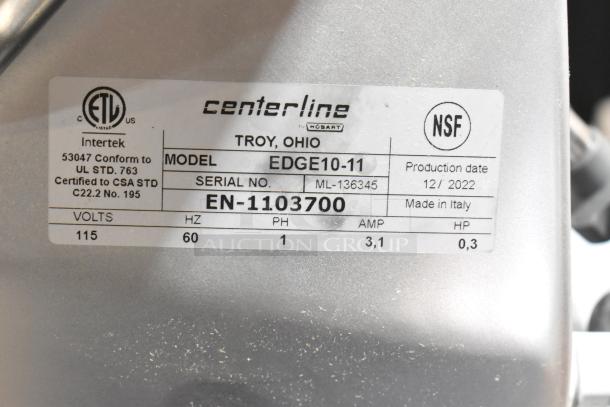 centerline
by HOBART
TROY, OHIO
C ETL US
LISTED
Intertek
53047 Conform to
UL STD. 763
Certified to CSA STD
C22.2 No. 195
MODEL EDGE10-11
SERIAL NO. ML-136345
EN-1103700
NSF
Production date
12/ 2022
Made in Italy
VOLTS HZ PH AMP HP
115 60 1 3,1 0,3
AUCTION GROUP